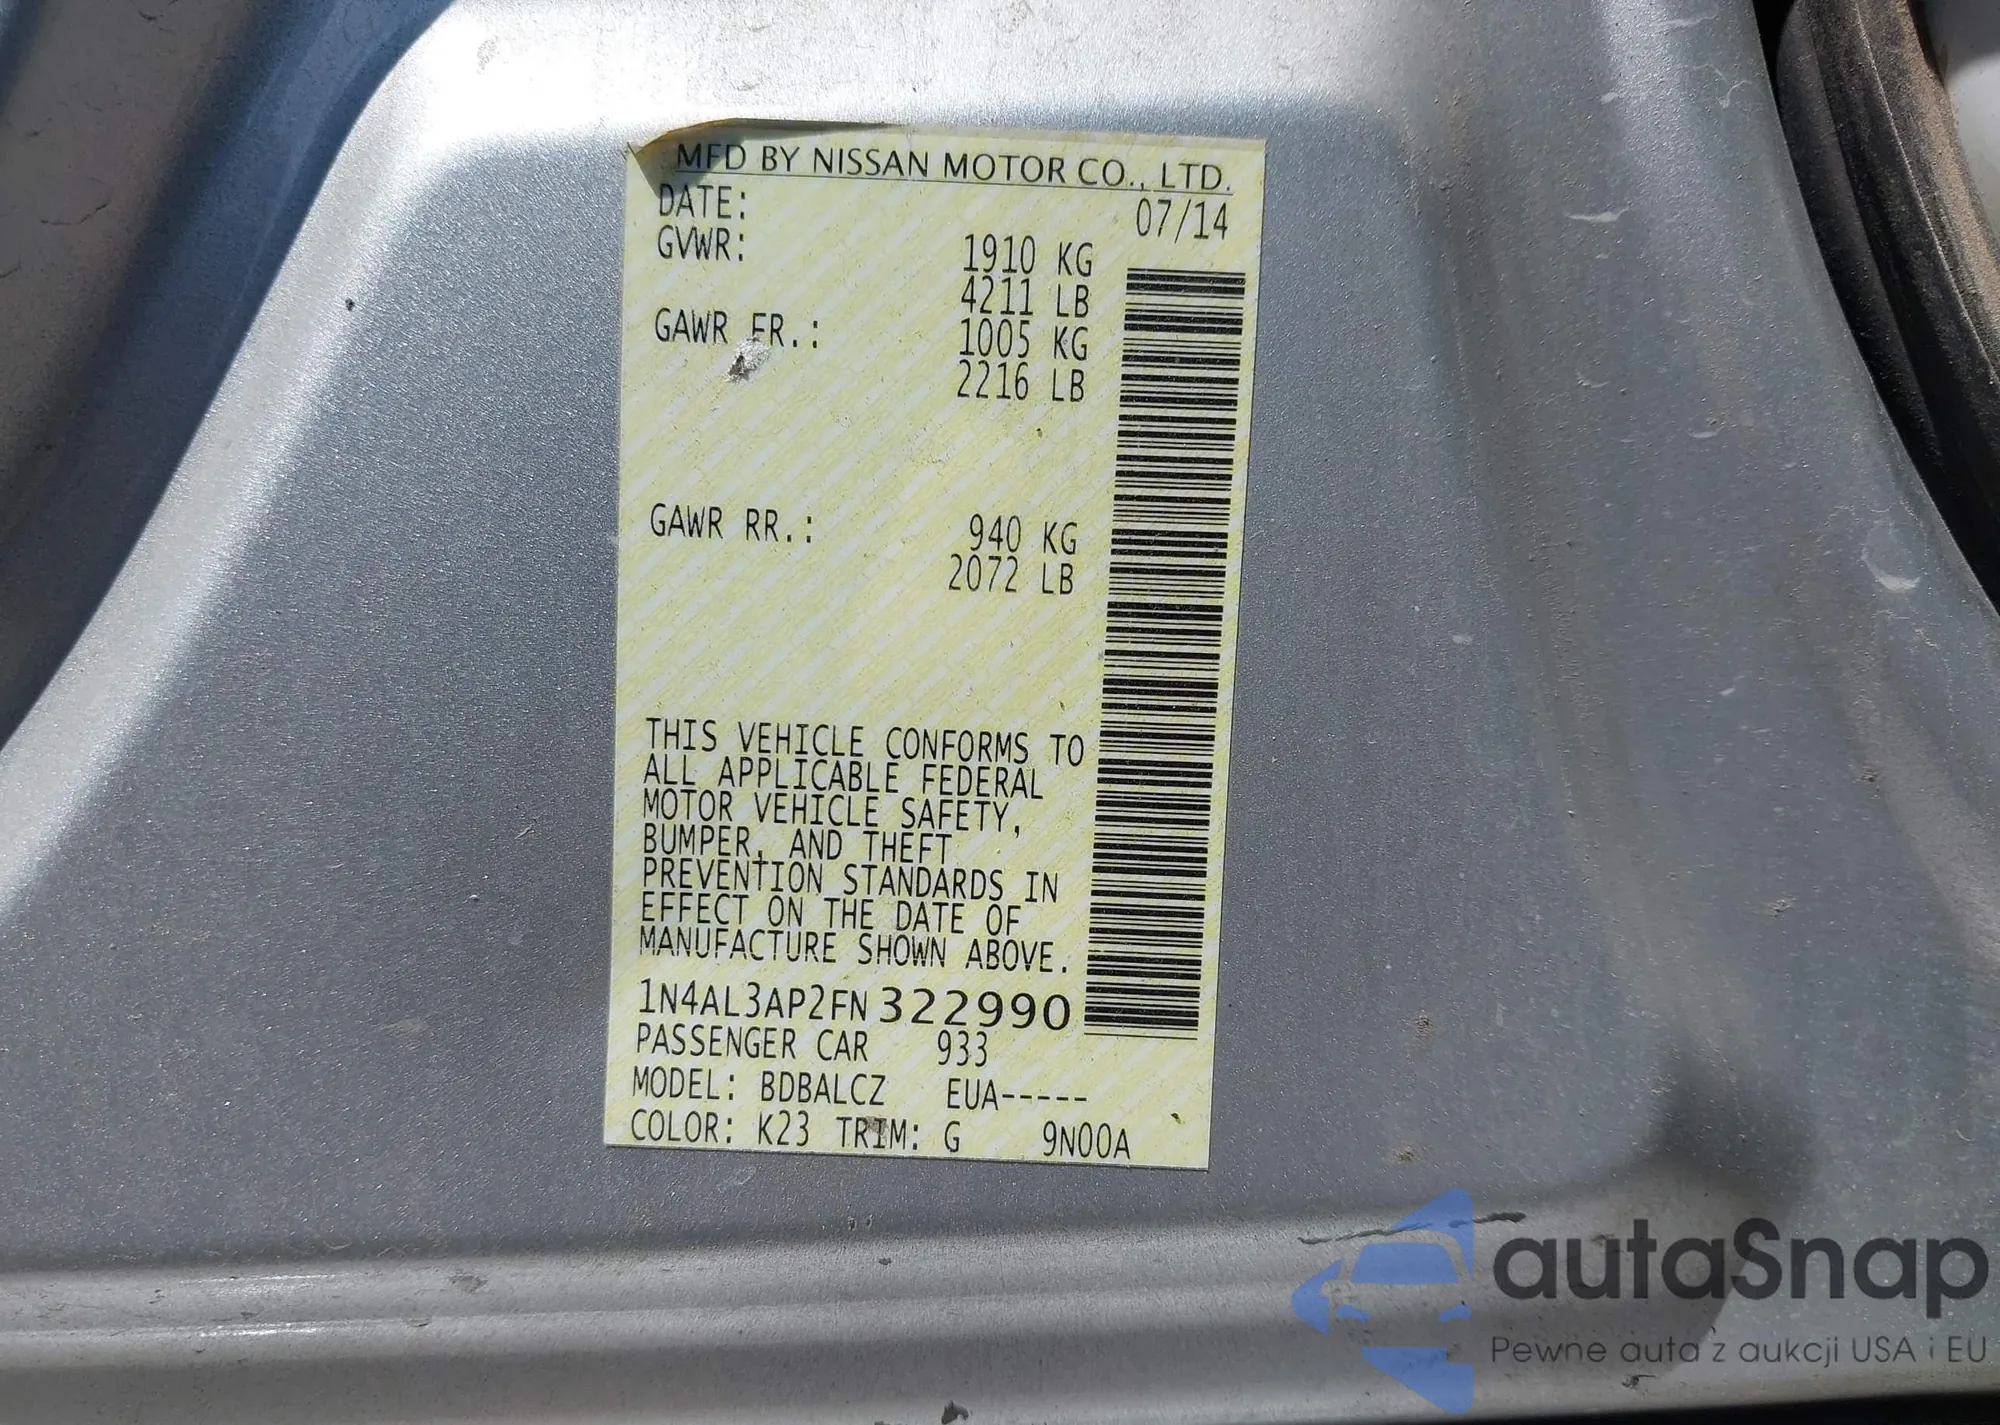 MFD BY NISSAN MOTOR CO., LTD.
DATE: 07/14
GVWR: 1910 KG
4211 LB
GAWR FR.: 1005 KG
2216 LB
GAWR RR.: 940 KG
2072 LB
THIS VEHICLE CONFORMS TO
ALL APPLICABLE FEDERAL
MOTOR VEHICLE SAFETY,
BUMPER, AND THEFT
PREVENTION STANDARDS IN
EFFECT ON THE DATE OF
MANUFACTURE SHOWN ABOVE.
1N4AL3AP2FN322990
PASSENGER CAR 933
MODEL: BDBALCZ EUA-----
COLOR: K23 TRIM: G 9N00A
autaSnap
Pewne auta z aukcji USA i EU